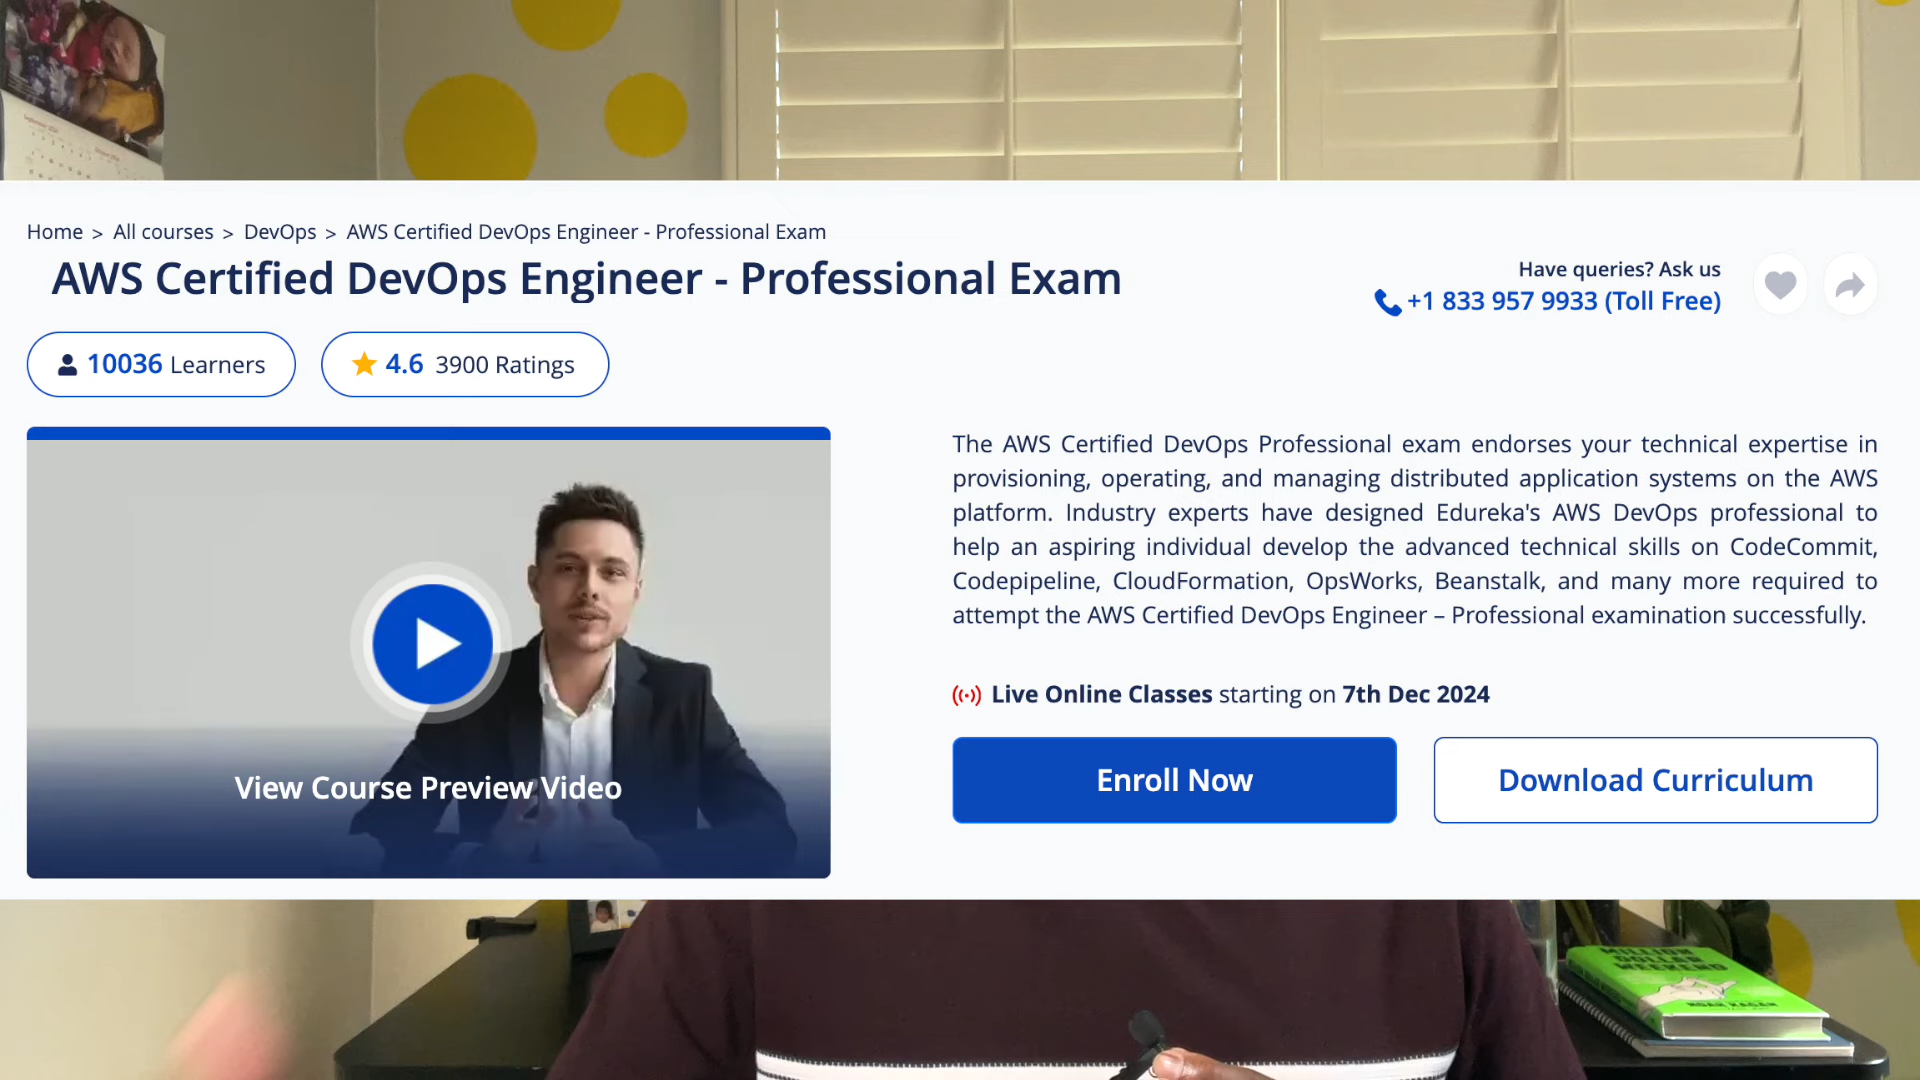 Home > All courses > DevOps > AWS Certified DevOps Engineer - Professional Exam
AWS Certified DevOps Engineer - Professional Exam
Have queries? Ask us
+1 833 957 9933 (Toll Free)
10036 Learners
4.6 3900 Ratings
The AWS Certified DevOps Professional exam endorses your technical expertise in
provisioning, operating, and managing distributed application systems on the AWS
platform. Industry experts have designed Edureka's AWS DevOps professional to
help an aspiring individual develop the advanced technical skills on CodeCommit,
Codepipeline, CloudFormation, OpsWorks, Beanstalk, and many more required to
attempt the AWS Certified DevOps Engineer – Professional examination successfully.
Live Online Classes starting on 7th Dec 2024
Enroll Now
Download Curriculum
View Course Preview Video
MILLION
DOLLAR
WEEKEND
NOAH KAGAN